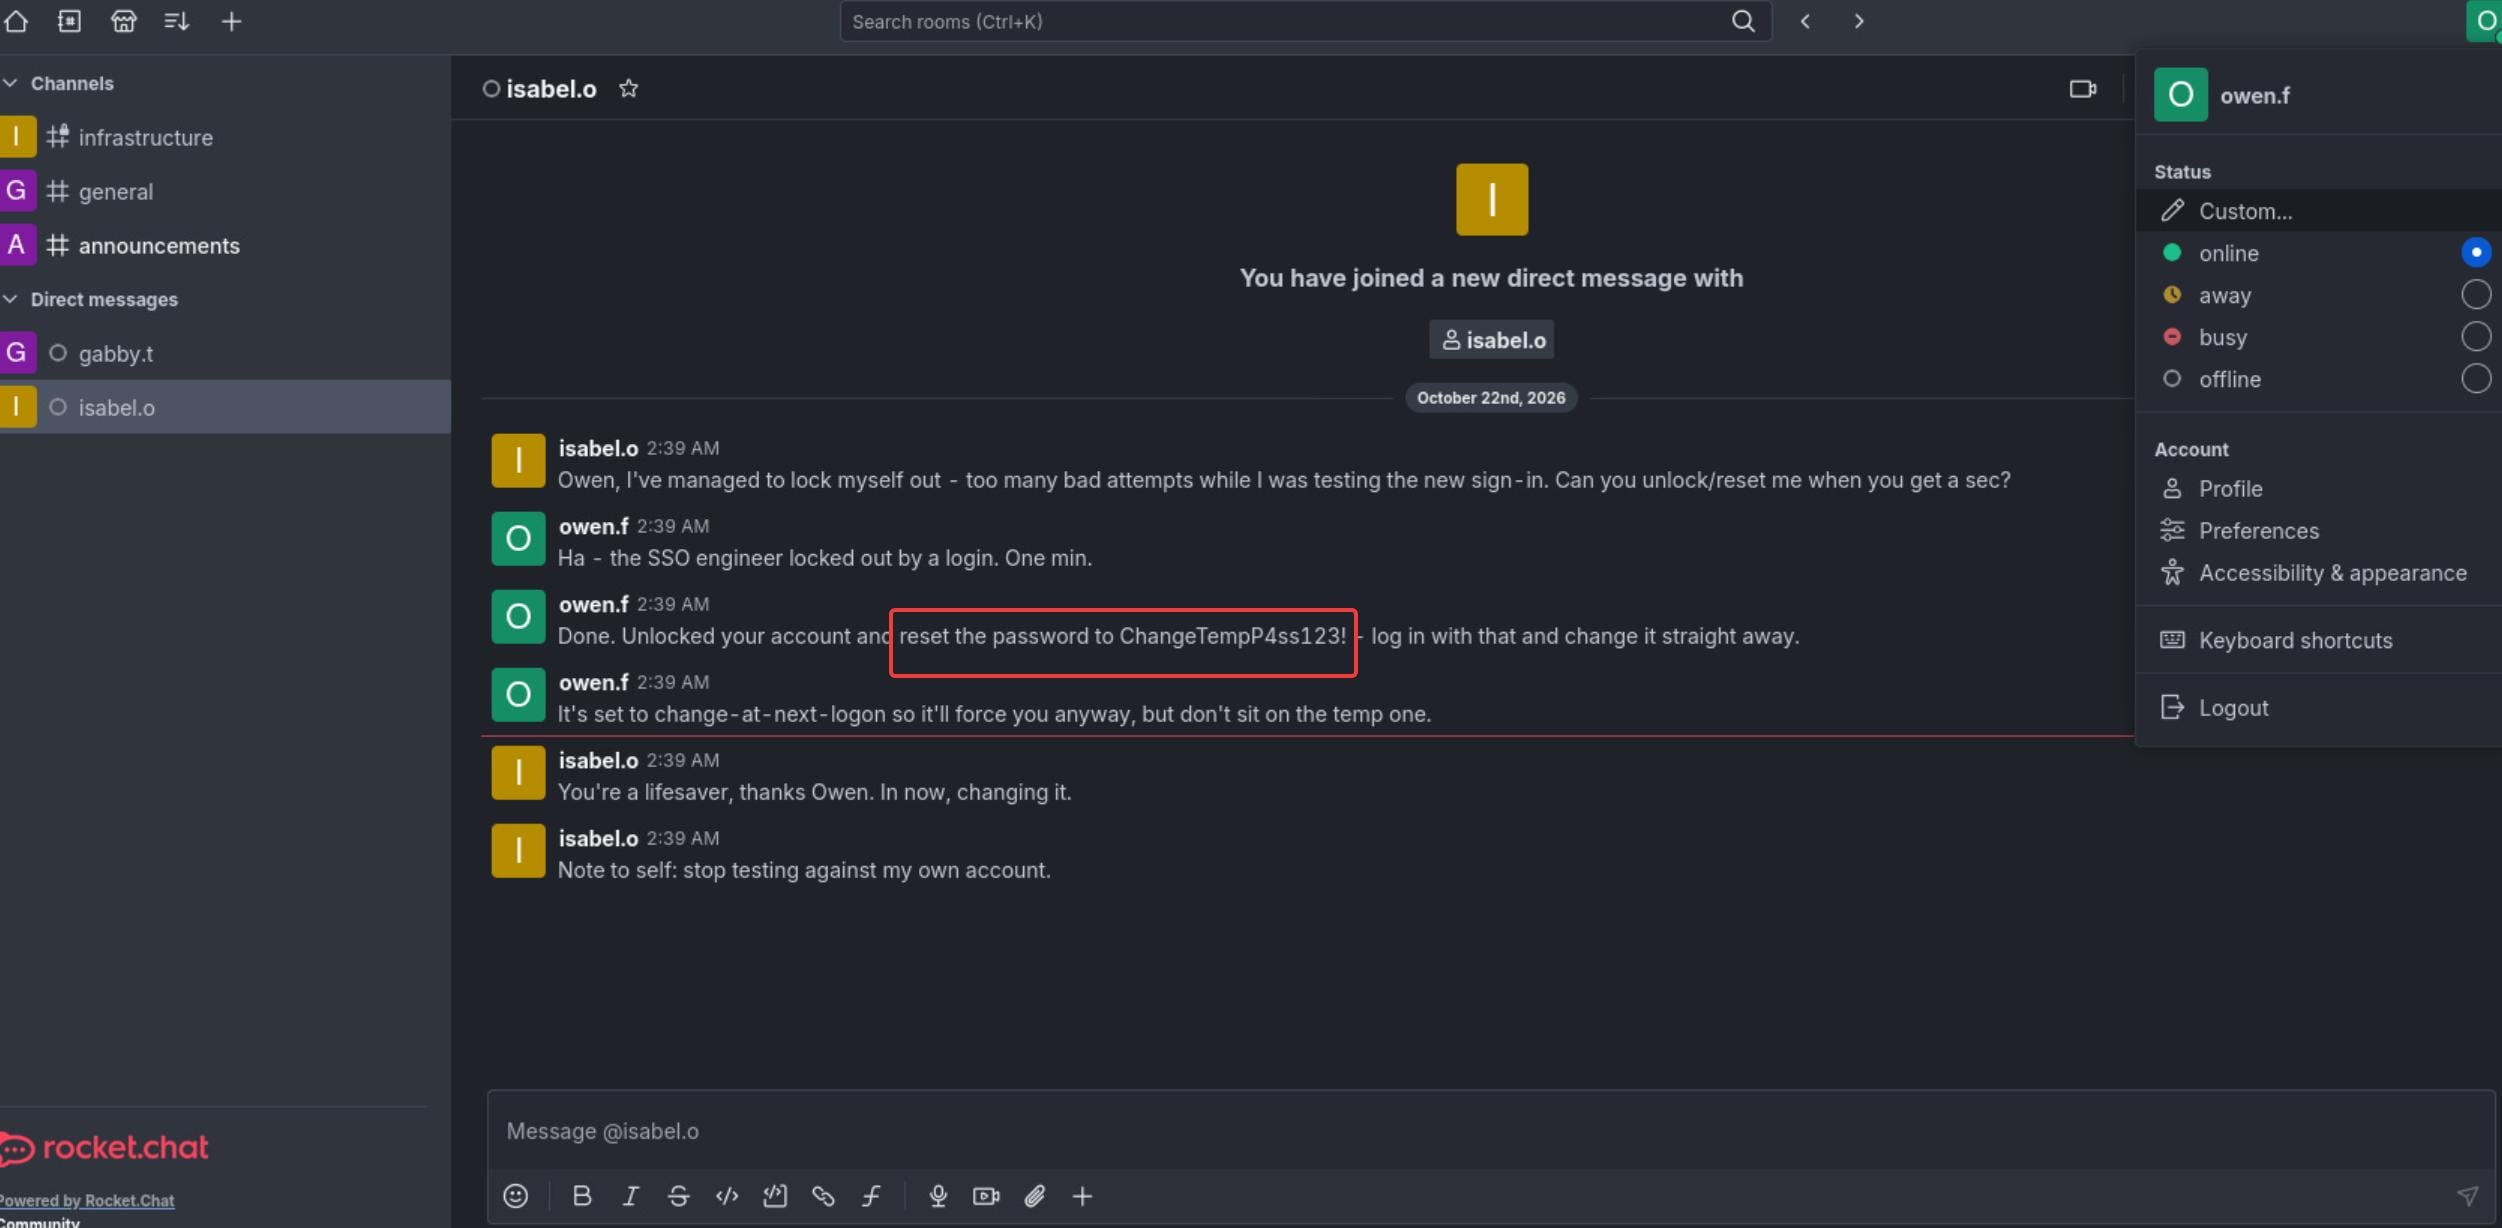 Search rooms (Ctrl+K)
O
Channels
I infrastructure
G general
A announcements
Direct messages
G gabby.t
I isabel.o
rocket.chat
Powered by Rocket.Chat
Community
isabel.o
I
You have joined a new direct message with
isabel.o
October 22nd, 2026
I isabel.o 2:39 AM
Owen, I've managed to lock myself out - too many bad attempts while I was testing the new sign-in. Can you unlock/reset me when you get a sec?
O owen.f 2:39 AM
Ha - the SSO engineer locked out by a login. One min.
O owen.f 2:39 AM
Done. Unlocked your account and reset the password to ChangeTempP4ss123! - log in with that and change it straight away.
O owen.f 2:39 AM
It's set to change-at-next-logon so it'll force you anyway, but don't sit on the temp one.
I isabel.o 2:39 AM
You're a lifesaver, thanks Owen. In now, changing it.
I isabel.o 2:39 AM
Note to self: stop testing against my own account.
Message @isabel.o
O owen.f
Status
Custom...
online
away
busy
offline
Account
Profile
Preferences
Accessibility & appearance
Keyboard shortcuts
Logout